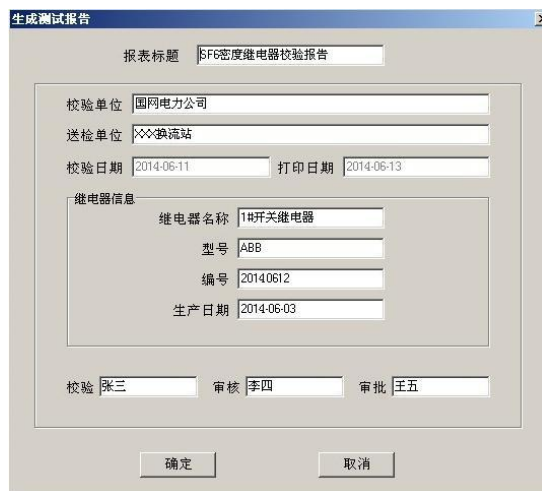 生成测试报告
报表标题 SF6密度继电器校验报告
校验单位 国网电力公司
送检单位 XXX换流站
校验日期 2014-06-11 打印日期 2014-06-13
继电器信息
继电器名称 1#开关继电器
型号 ABB
编号 20140612
生产日期 2014-06-03
校验 张三 审核 李四 审批 王五
确定 取消